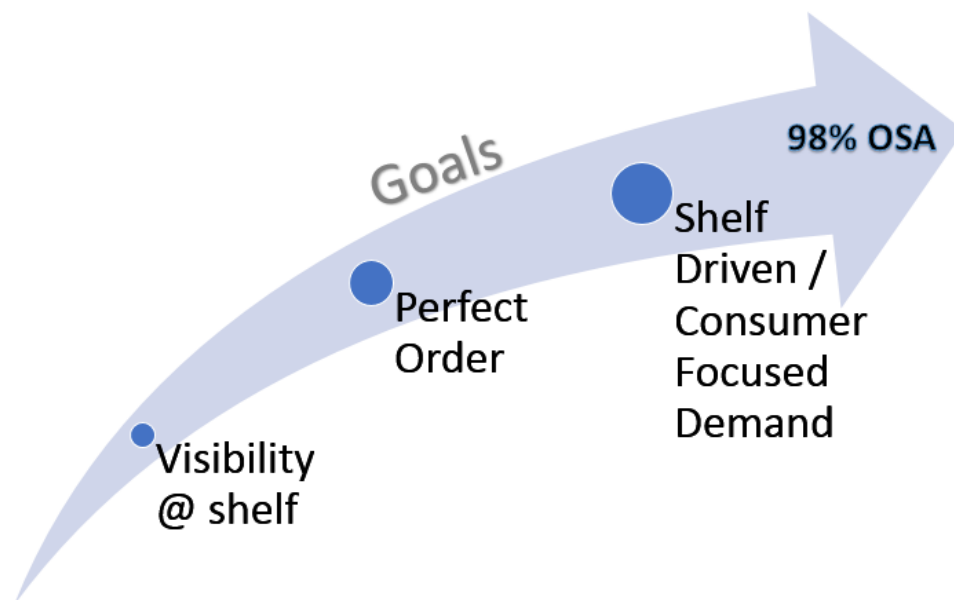 Goals
98% OSA
Shelf
Driven /
Consumer
Focused
Demand
Perfect
Order
Visibility
@ shelf